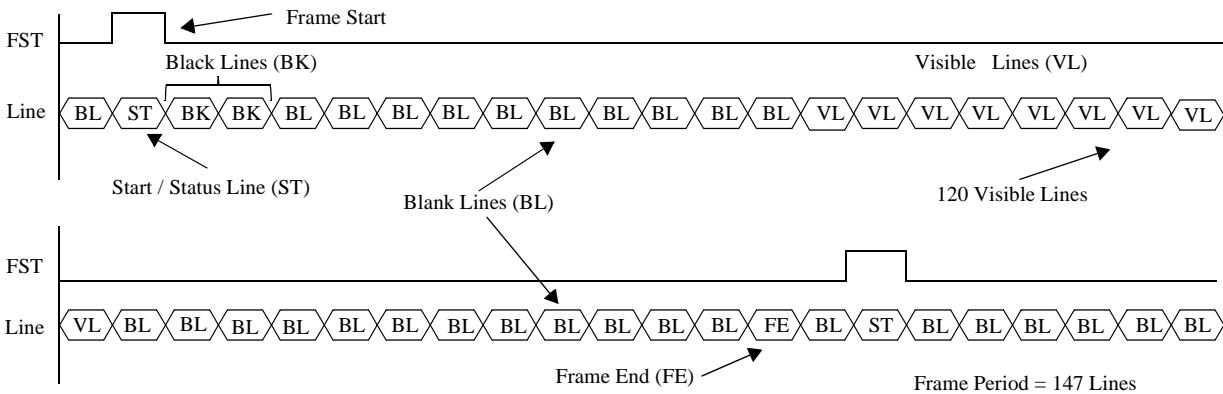 Frame Start
FST
Black Lines (BK)
Visible Lines (VL)
Line BL ST BK BK BL BL BL BL BL BL BL BL BL BL VL VL VL VL VL VL VL VL
Start / Status Line (ST)
Blank Lines (BL)
120 Visible Lines
FST
Line VL BL BL BL BL BL BL BL BL BL BL BL BL FE BL ST BL BL BL BL BL BL
Frame End (FE)
Frame Period = 147 Lines